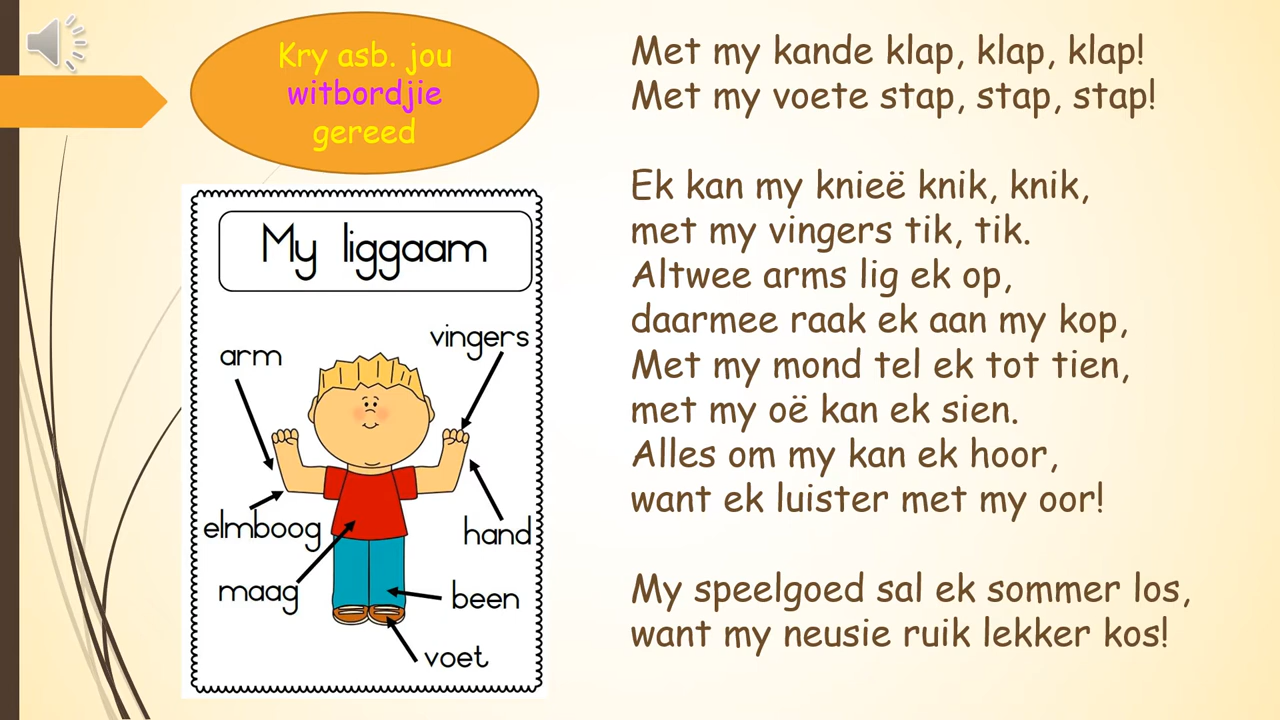 Kry asb. jou
witbordjie
gereed
My liggaam
vingers
arm
elmboog
hand
maag
been
voet
Met my kande klap, klap, klap!
Met my voete stap, stap, stap!
Ek kan my knieë knik, knik,
met my vingers tik, tik.
Altwee arms lig ek op,
daarmee raak ek aan my kop,
Met my mond tel ek tot tien,
met my oë kan ek sien.
Alles om my kan ek hoor,
want ek luister met my oor!
My speelgoed sal ek sommer los,
want my neusie ruik lekker kos!